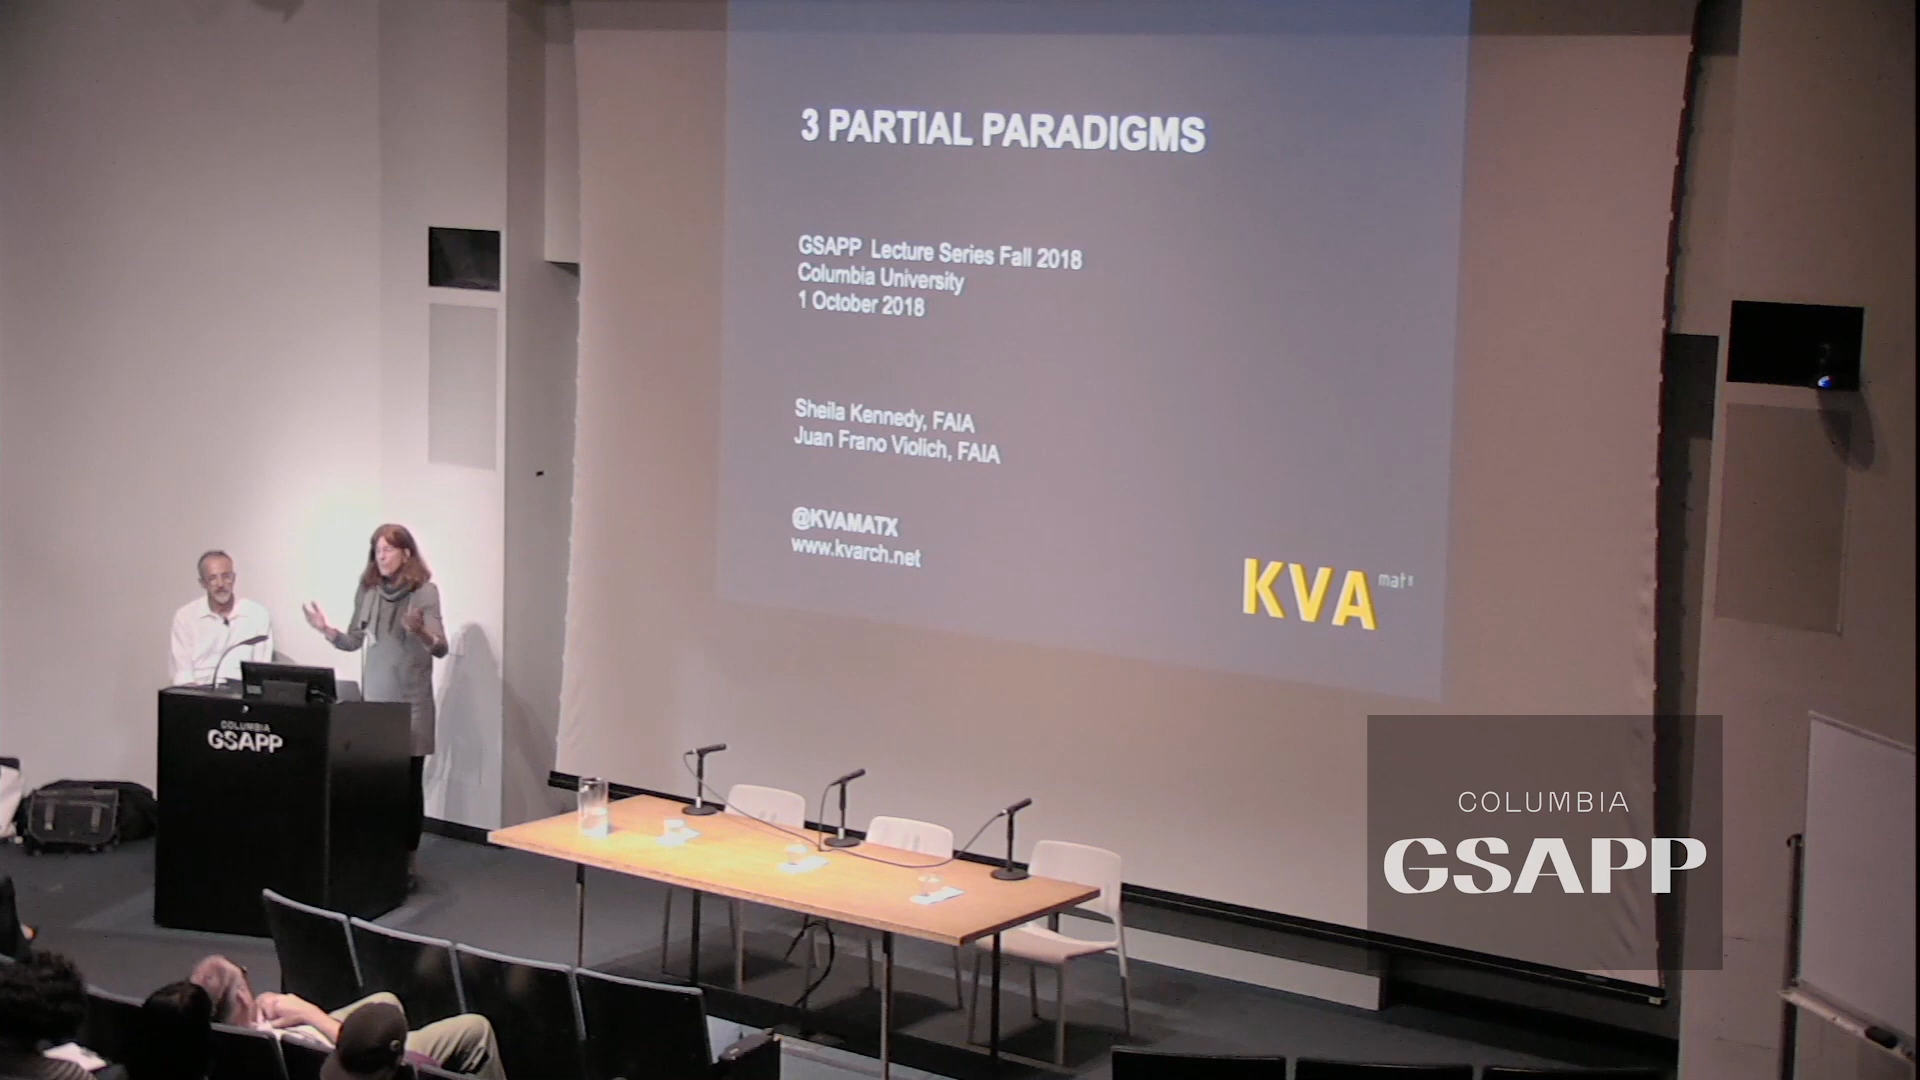 3 PARTIAL PARADIGMS
GSAPP Lecture Series Fall 2018
Columbia University
1 October 2018
Sheila Kennedy, FAIA
Juan Frano Violich, FAIA
@KVAMATX
www.kvarch.net
KVA matx
COLUMBIA
GSAPP
COLUMBIA
GSAPP